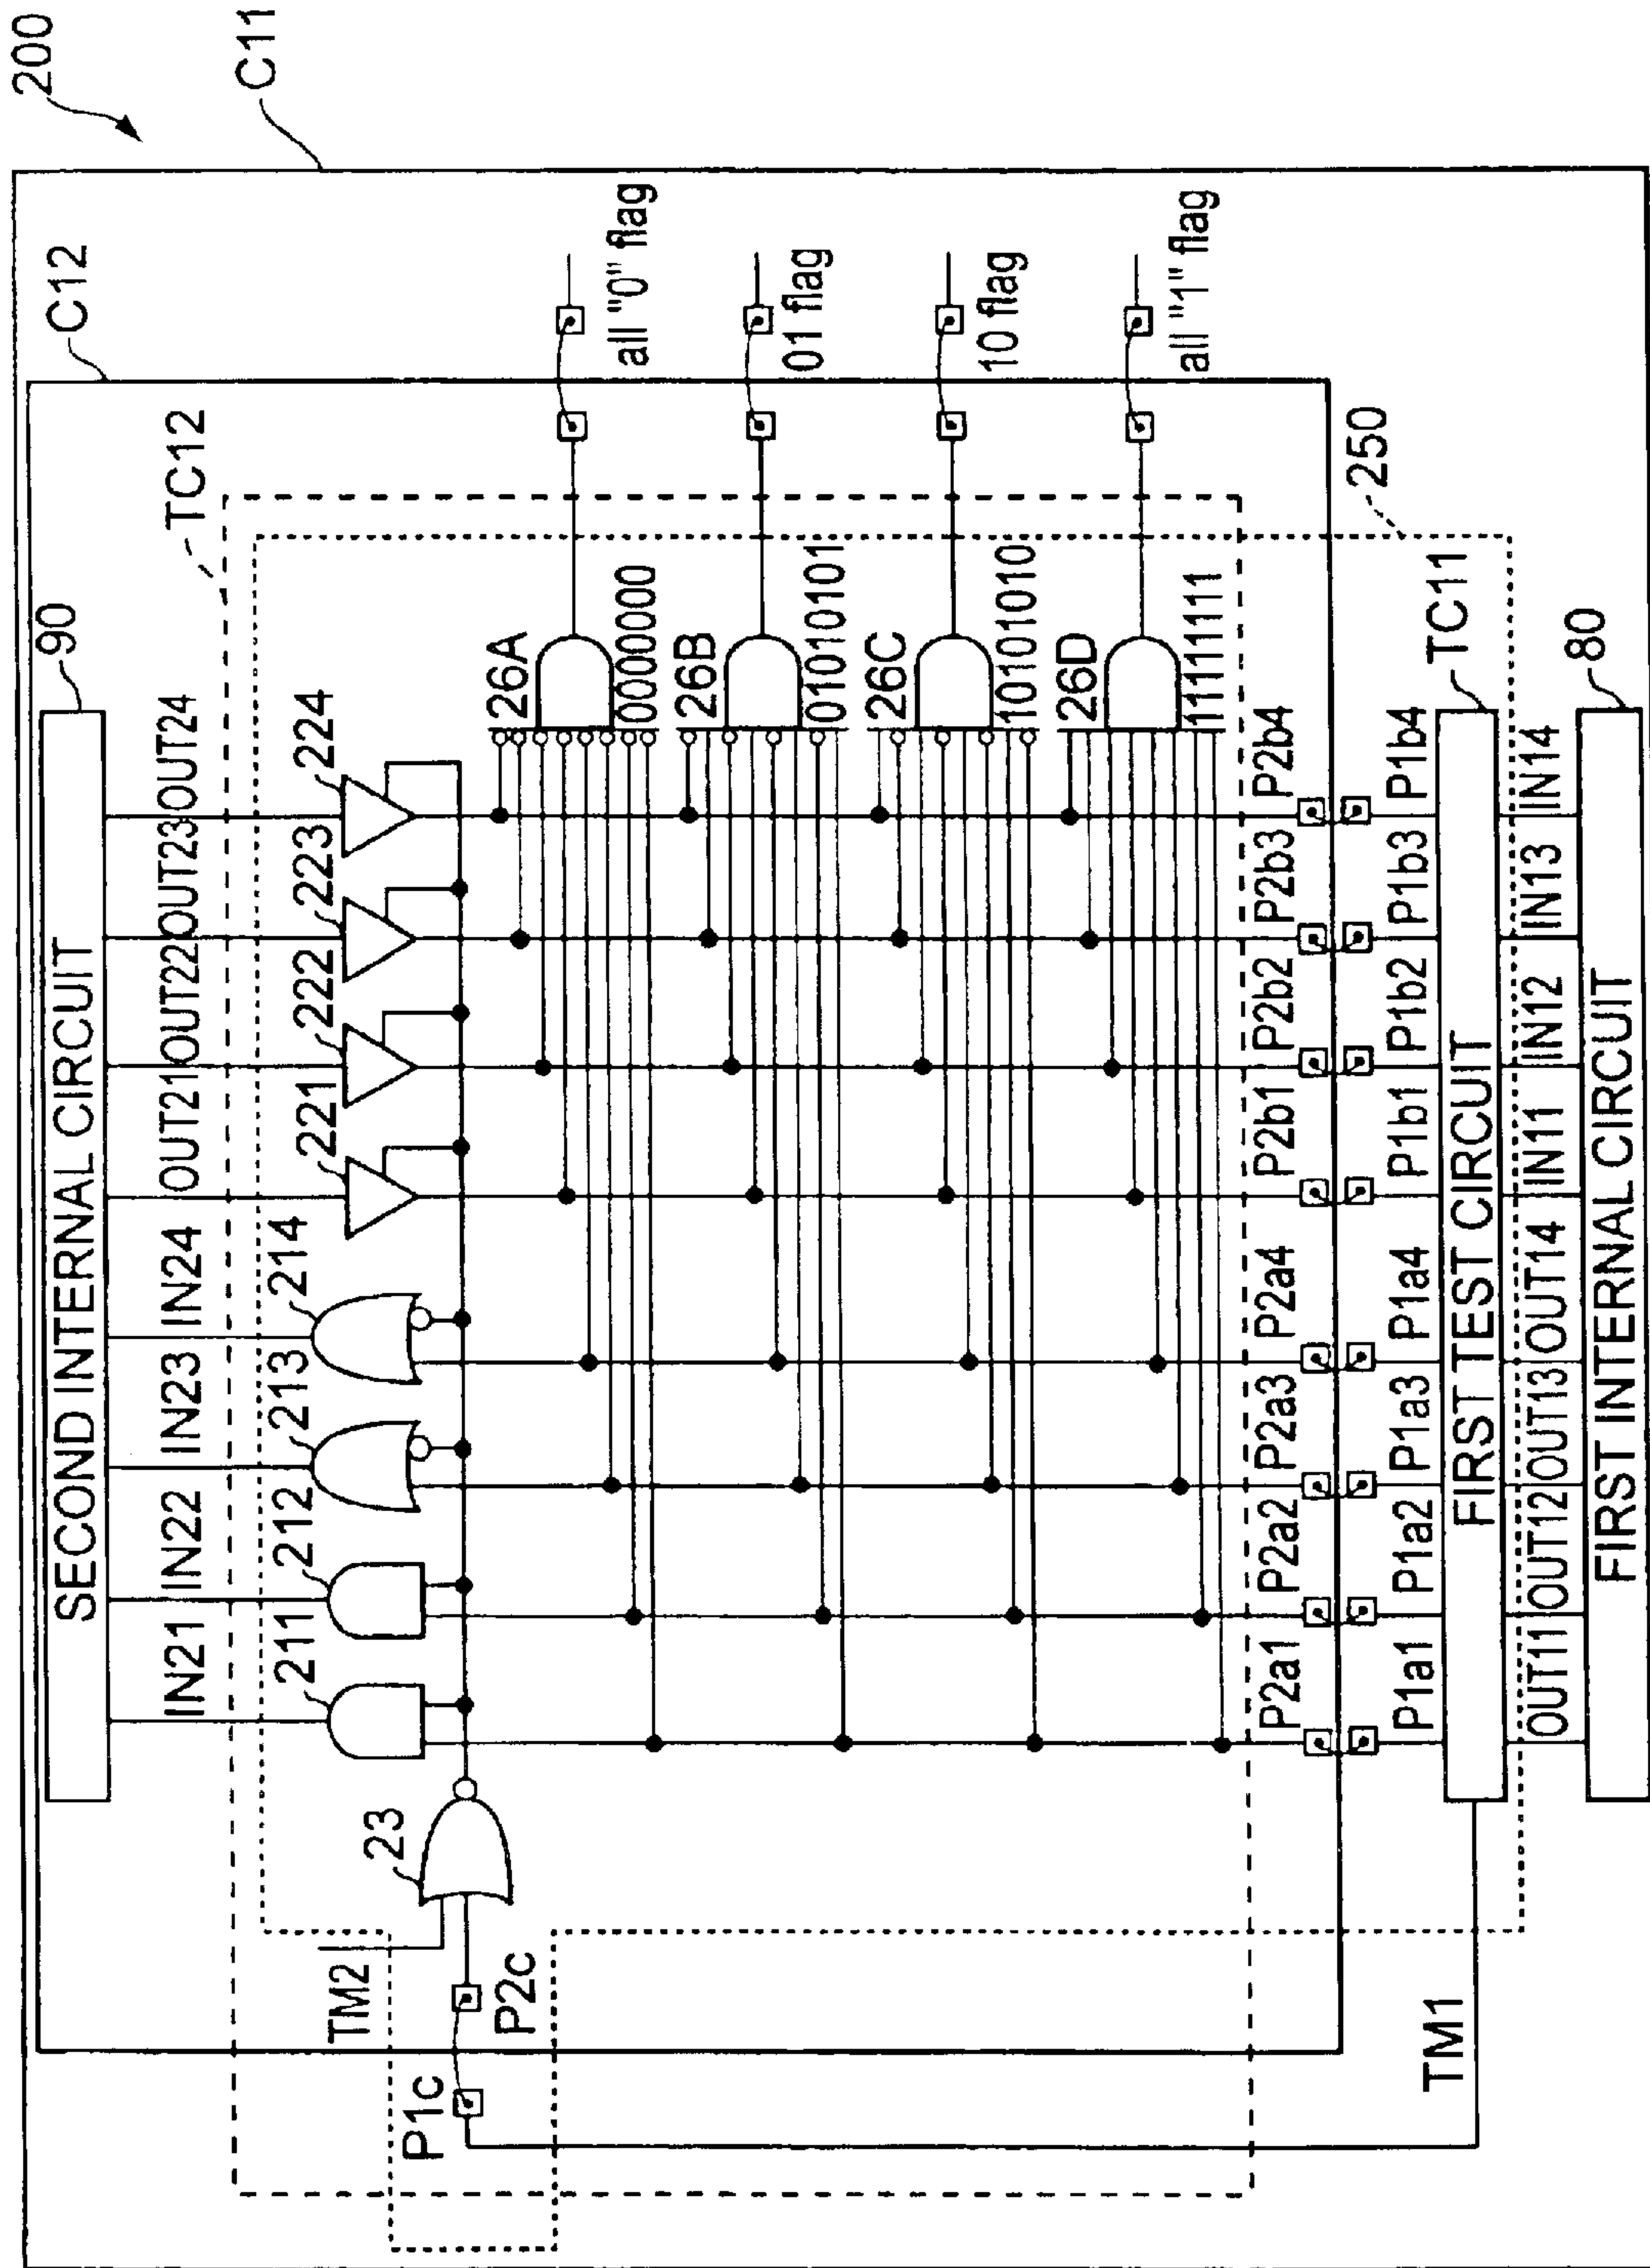 200
C11
C12
90
SECOND INTERNAL CIRCUIT
IN21 IN22 IN23 IN24 OUT21 OUT22 OUT23 OUT24
TC12
211 212 213 214 221 222 223 224
TM2
23
P1c
P2c
26A
0000000
all "0" flag
26B
01010101
01 flag
26C
10101010
10 flag
26D
11111111
all "1" flag
P2a1 P2a2 P2a3 P2a4 P2b1 P2b2 P2b3 P2b4
250
P1a1 P1a2 P1a3 P1a4 P1b1 P1b2 P1b3 P1b4
TM1
FIRST TEST CIRCUIT
TC11
OUT11 OUT12 OUT13 OUT14 IN11 IN12 IN13 IN14
80
FIRST INTERNAL CIRCUIT